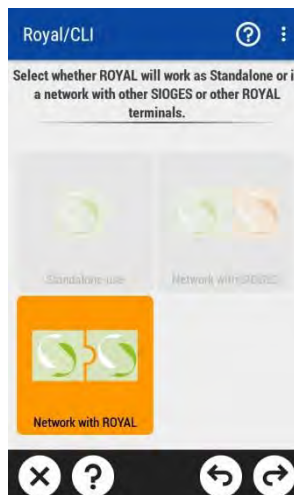 Royal/CLI
Select whether ROYAL will work as Standalone or i
a network with other SIOGES or other ROYAL
terminals.
Standalone use
Network with SIOGES
Network with ROYAL